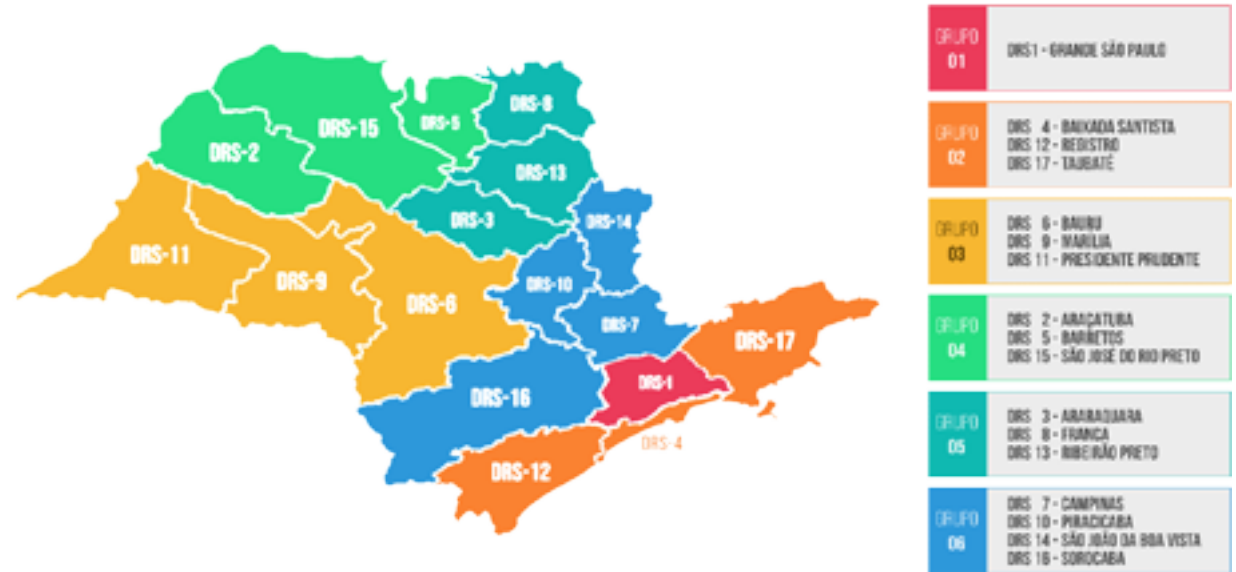 DRS-8
DRS-15
DRS-5
DRS-2
DRS-13
DRS-3
DRS-14
DRS-11
DRS-9
DRS-10
DRS-6
DRS-7
DRS-17
DRS-1
DRS-16
DRS-4
DRS-12
GRUPO
01
DRS1 - GRANDE SÃO PAULO
GRUPO
02
DRS 4 - BAIXADA SANTISTA
DRS 12 - REGISTRO
DRS 17 - TAUBATÉ
GRUPO
03
DRS 6 - BAURU
DRS 9 - MARÍLIA
DRS 11 - PRESIDENTE PRUDENTE
GRUPO
04
DRS 2 - ARAÇATUBA
DRS 5 - BARRETOS
DRS 15 - SÃO JOSÉ DO RIO PRETO
GRUPO
05
DRS 3 - ARARAQUARA
DRS 8 - FRANCA
DRS 13 - RIBEIRÃO PRETO
GRUPO
06
DRS 7 - CAMPINAS
DRS 10 - PIRACICABA
DRS 14 - SÃO JOÃO DA BOA VISTA
DRS 16 - SOROCABA